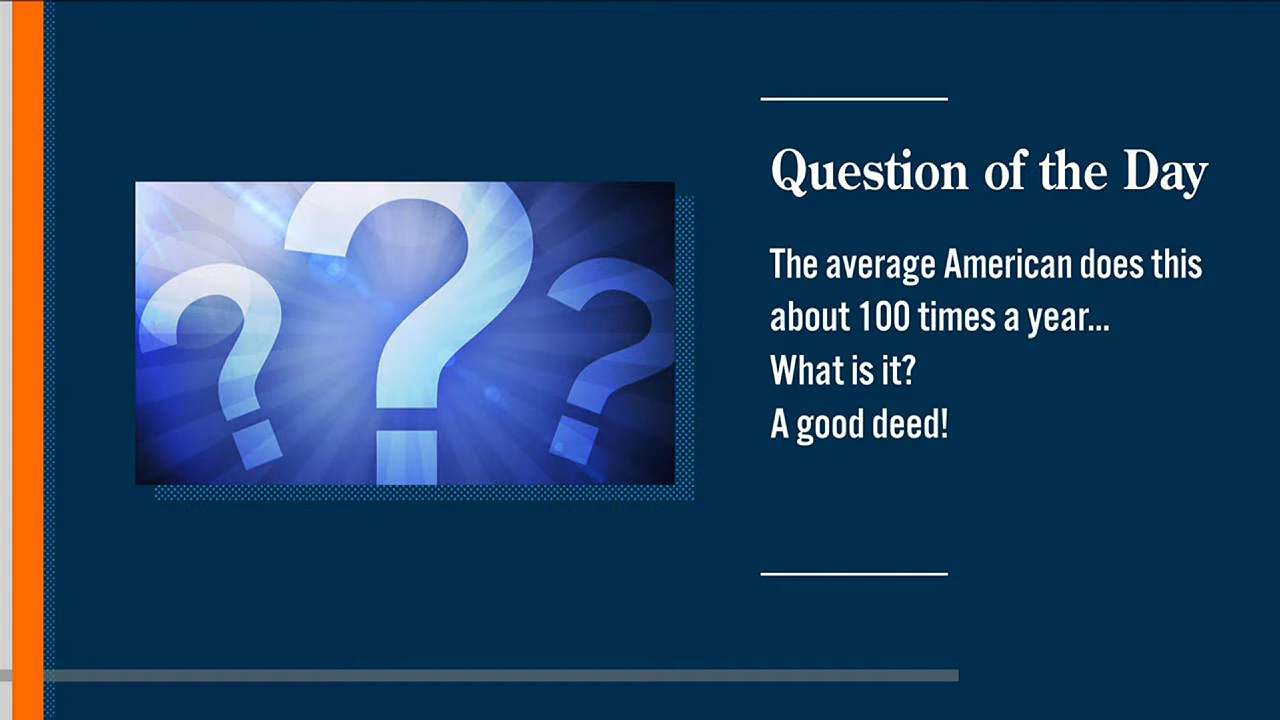 Question of the Day
The average American does this
about 100 times a year...
What is it?
A good deed!